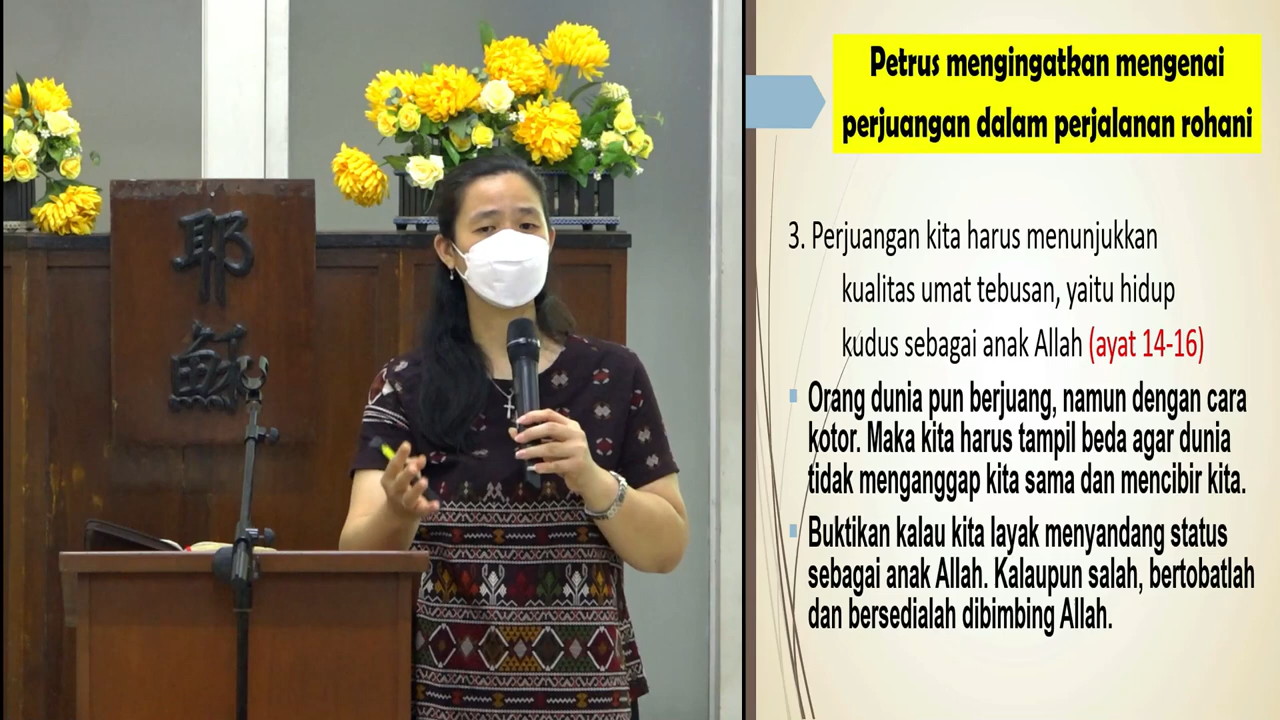 耶
穌
Petrus mengingatkan mengenai
perjuangan dalam perjalanan rohani
3. Perjuangan kita harus menunjukkan
kualitas umat tebusan, yaitu hidup
kudus sebagai anak Allah (ayat 14-16)
Orang dunia pun berjuang, namun dengan cara
kotor. Maka kita harus tampil beda agar dunia
tidak menganggap kita sama dan mencibir kita.
Buktikan kalau kita layak menyandang status
sebagai anak Allah. Kalaupun salah, bertobatlah
dan bersedialah dibimbing Allah.